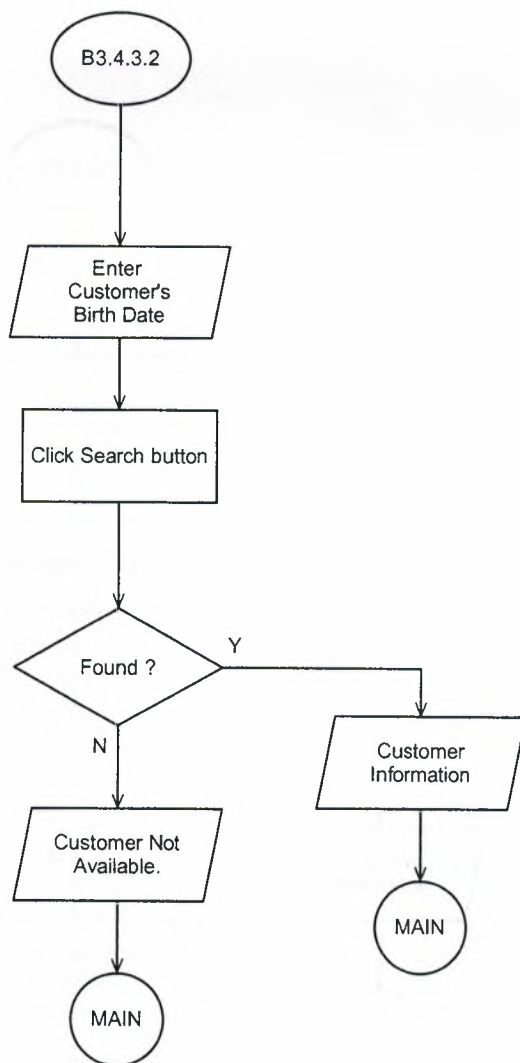 B3.4.3.2
Enter
Customer's
Birth Date
Click Search button
Found ?
Y
N
Customer
Information
Customer Not
Available.
MAIN
MAIN